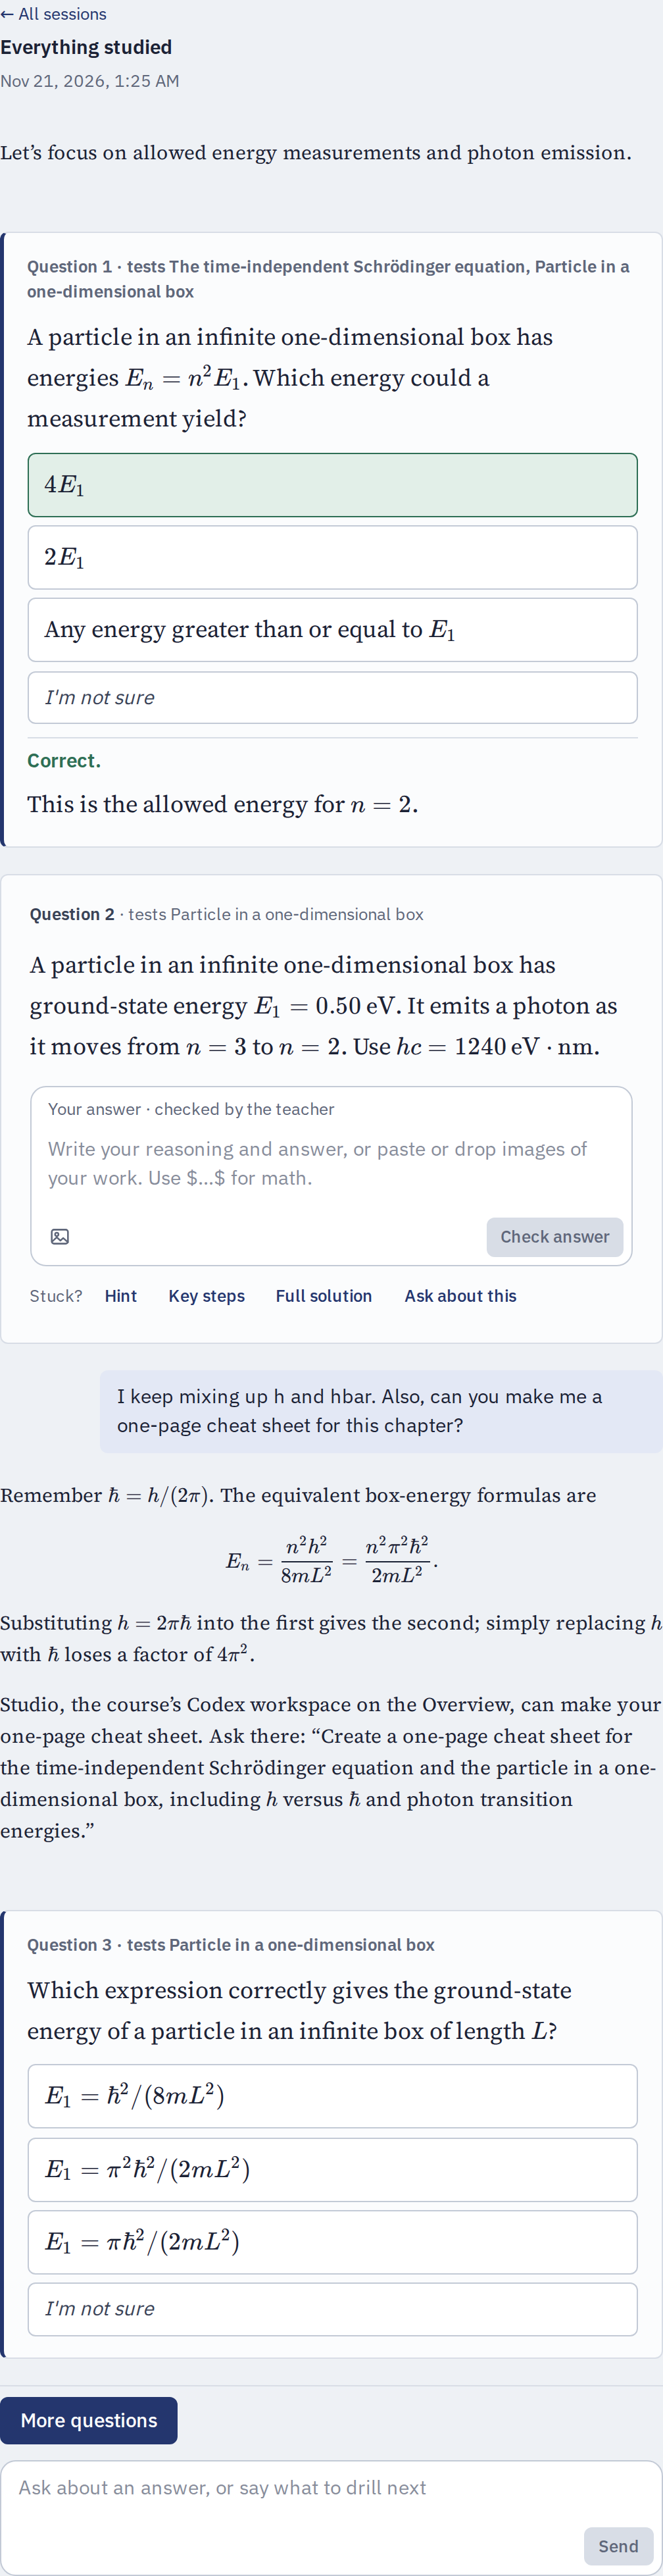 ← All sessions
Everything studied
Nov 21, 2026, 1:25 AM
Let’s focus on allowed energy measurements and photon emission.
Question 1 · tests The time-independent Schrödinger equation, Particle in a
one-dimensional box
A particle in an infinite one-dimensional box has
energies $E_n = n^2E_1$. Which energy could a
measurement yield?
$4E_1$
$2E_1$
Any energy greater than or equal to $E_1$
I'm not sure
Correct.
This is the allowed energy for $n = 2$.
Question 2 · tests Particle in a one-dimensional box
A particle in an infinite one-dimensional box has
ground-state energy $E_1 = 0.50\,\mathrm{eV}$. It emits a photon as
it moves from $n = 3$ to $n = 2$. Use $hc = 1240\,\mathrm{eV \cdot nm}$.
Your answer · checked by the teacher
Write your reasoning and answer, or paste or drop images of
your work. Use $...$ for math.
Check answer
Stuck? Hint Key steps Full solution Ask about this
I keep mixing up h and hbar. Also, can you make me a
one-page cheat sheet for this chapter?
Remember $\hbar = h/(2\pi)$. The equivalent box-energy formulas are
$E_n = \frac{n^2h^2}{8mL^2} = \frac{n^2\pi^2\hbar^2}{2mL^2}.$
Substituting $h = 2\pi\hbar$ into the first gives the second; simply replacing $h$
with $\hbar$ loses a factor of $4\pi^2$.
Studio, the course’s Codex workspace on the Overview, can make your
one-page cheat sheet. Ask there: “Create a one-page cheat sheet for
the time-independent Schrödinger equation and the particle in a one-
dimensional box, including $h$ versus $\hbar$ and photon transition
energies.”
Question 3 · tests Particle in a one-dimensional box
Which expression correctly gives the ground-state
energy of a particle in an infinite box of length $L$?
$E_1 = \hbar^2/(8mL^2)$
$E_1 = \pi^2\hbar^2/(2mL^2)$
$E_1 = \pi\hbar^2/(2mL^2)$
I'm not sure
More questions
Ask about an answer, or say what to drill next
Send